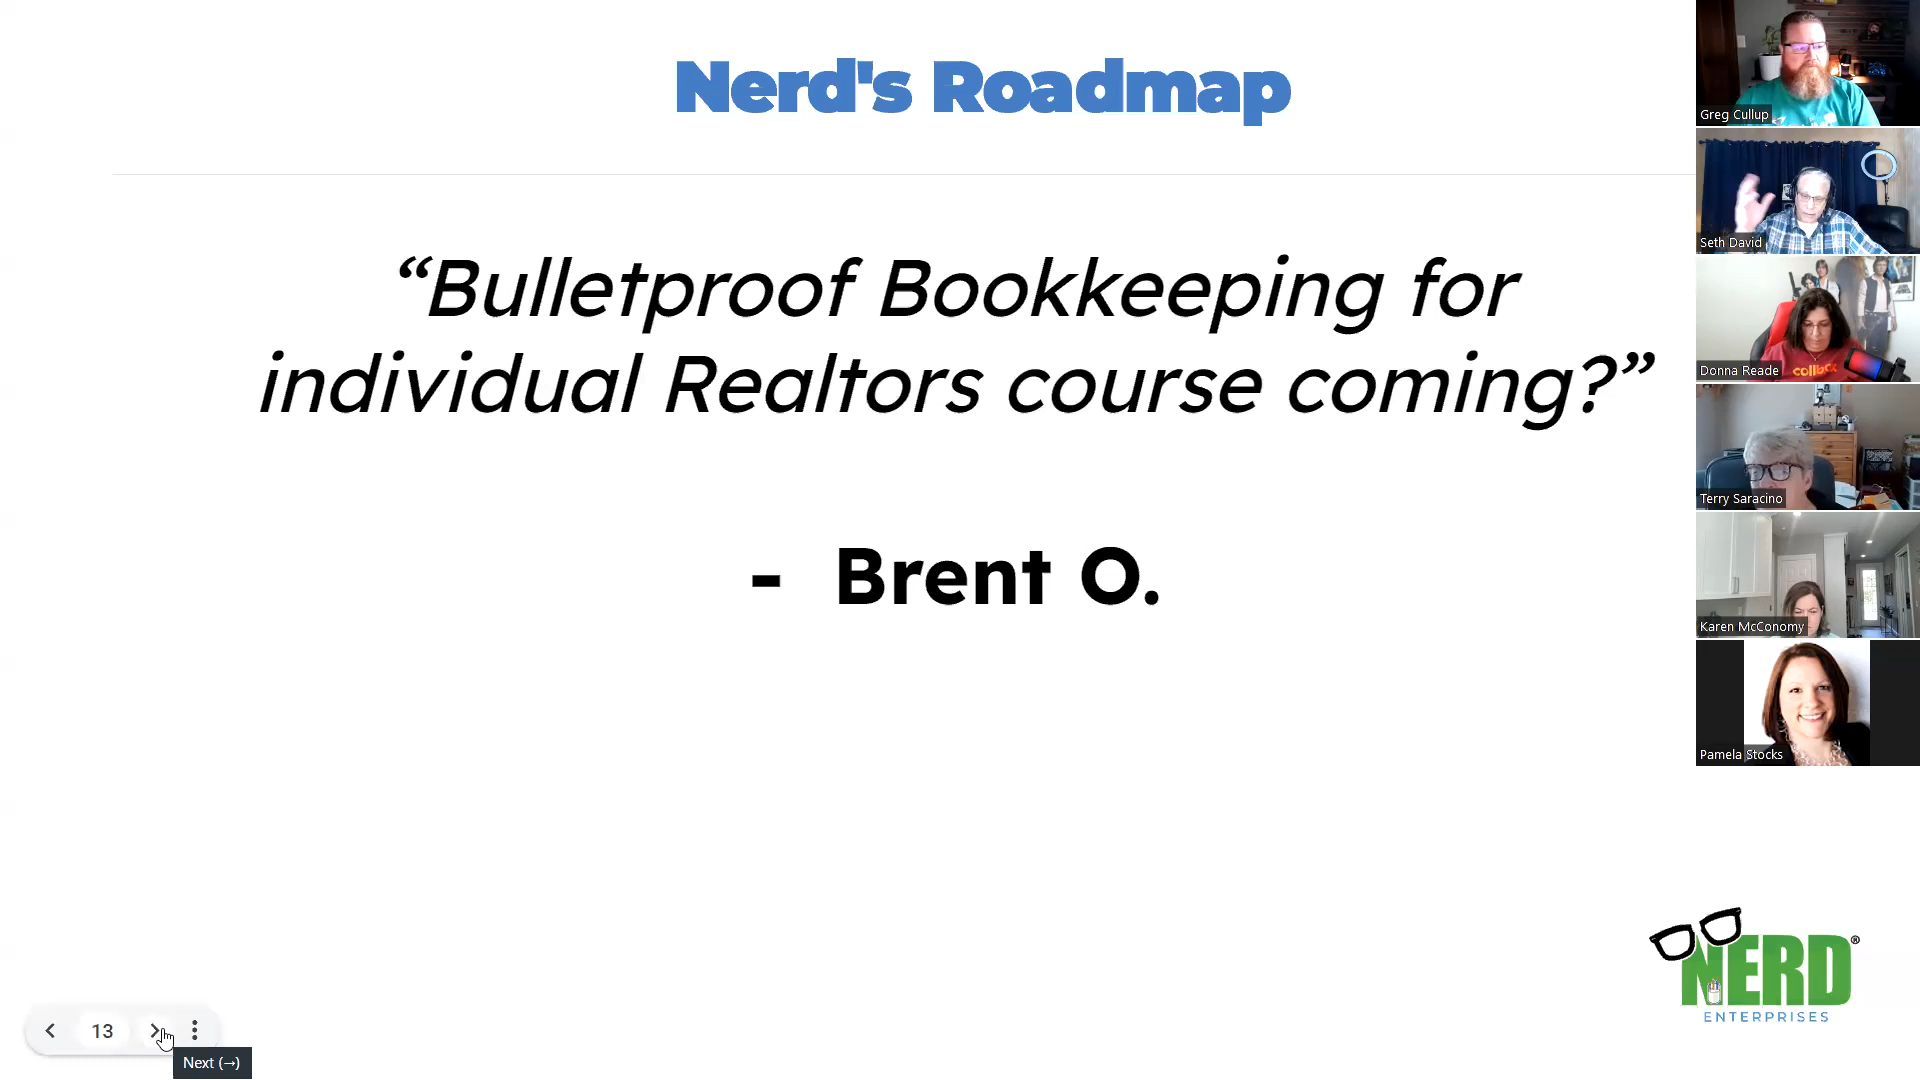 Nerd's Roadmap
“Bulletproof Bookkeeping for
individual Realtors course coming?”
- Brent O.
Greg Cullup
Seth David
Donna Reade
Terry Saracino
Karen McConomy
Pamela Stocks
NERD®
ENTERPRISES
13
Next (→)